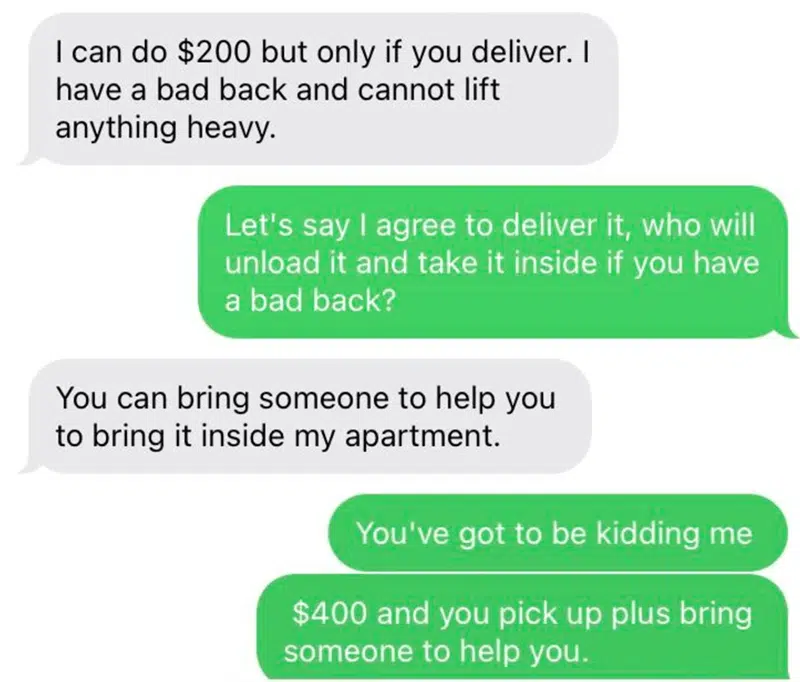 I can do $200 but only if you deliver. I
have a bad back and cannot lift
anything heavy.
Let's say I agree to deliver it, who will
unload it and take it inside if you have
a bad back?
You can bring someone to help you
to bring it inside my apartment.
You've got to be kidding me
$400 and you pick up plus bring
someone to help you.